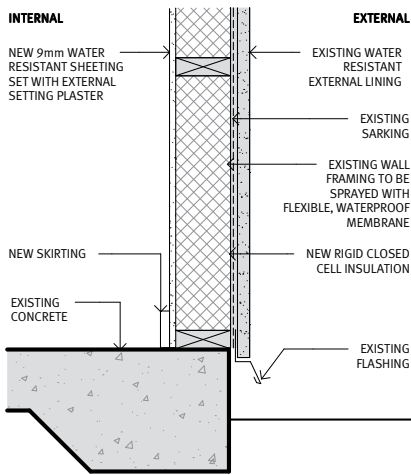 INTERNAL
EXTERNAL
NEW 9mm WATER
RESISTANT SHEETING
SET WITH EXTERNAL
SETTING PLASTER
EXISTING WATER
RESISTANT
EXTERNAL LINING
EXISTING
SARKING
EXISTING WALL
FRAMING TO BE
SPRAYED WITH
FLEXIBLE, WATERPROOF
MEMBRANE
NEW SKIRTING
NEW RIGID CLOSED
CELL INSULATION
EXISTING
CONCRETE
EXISTING
FLASHING